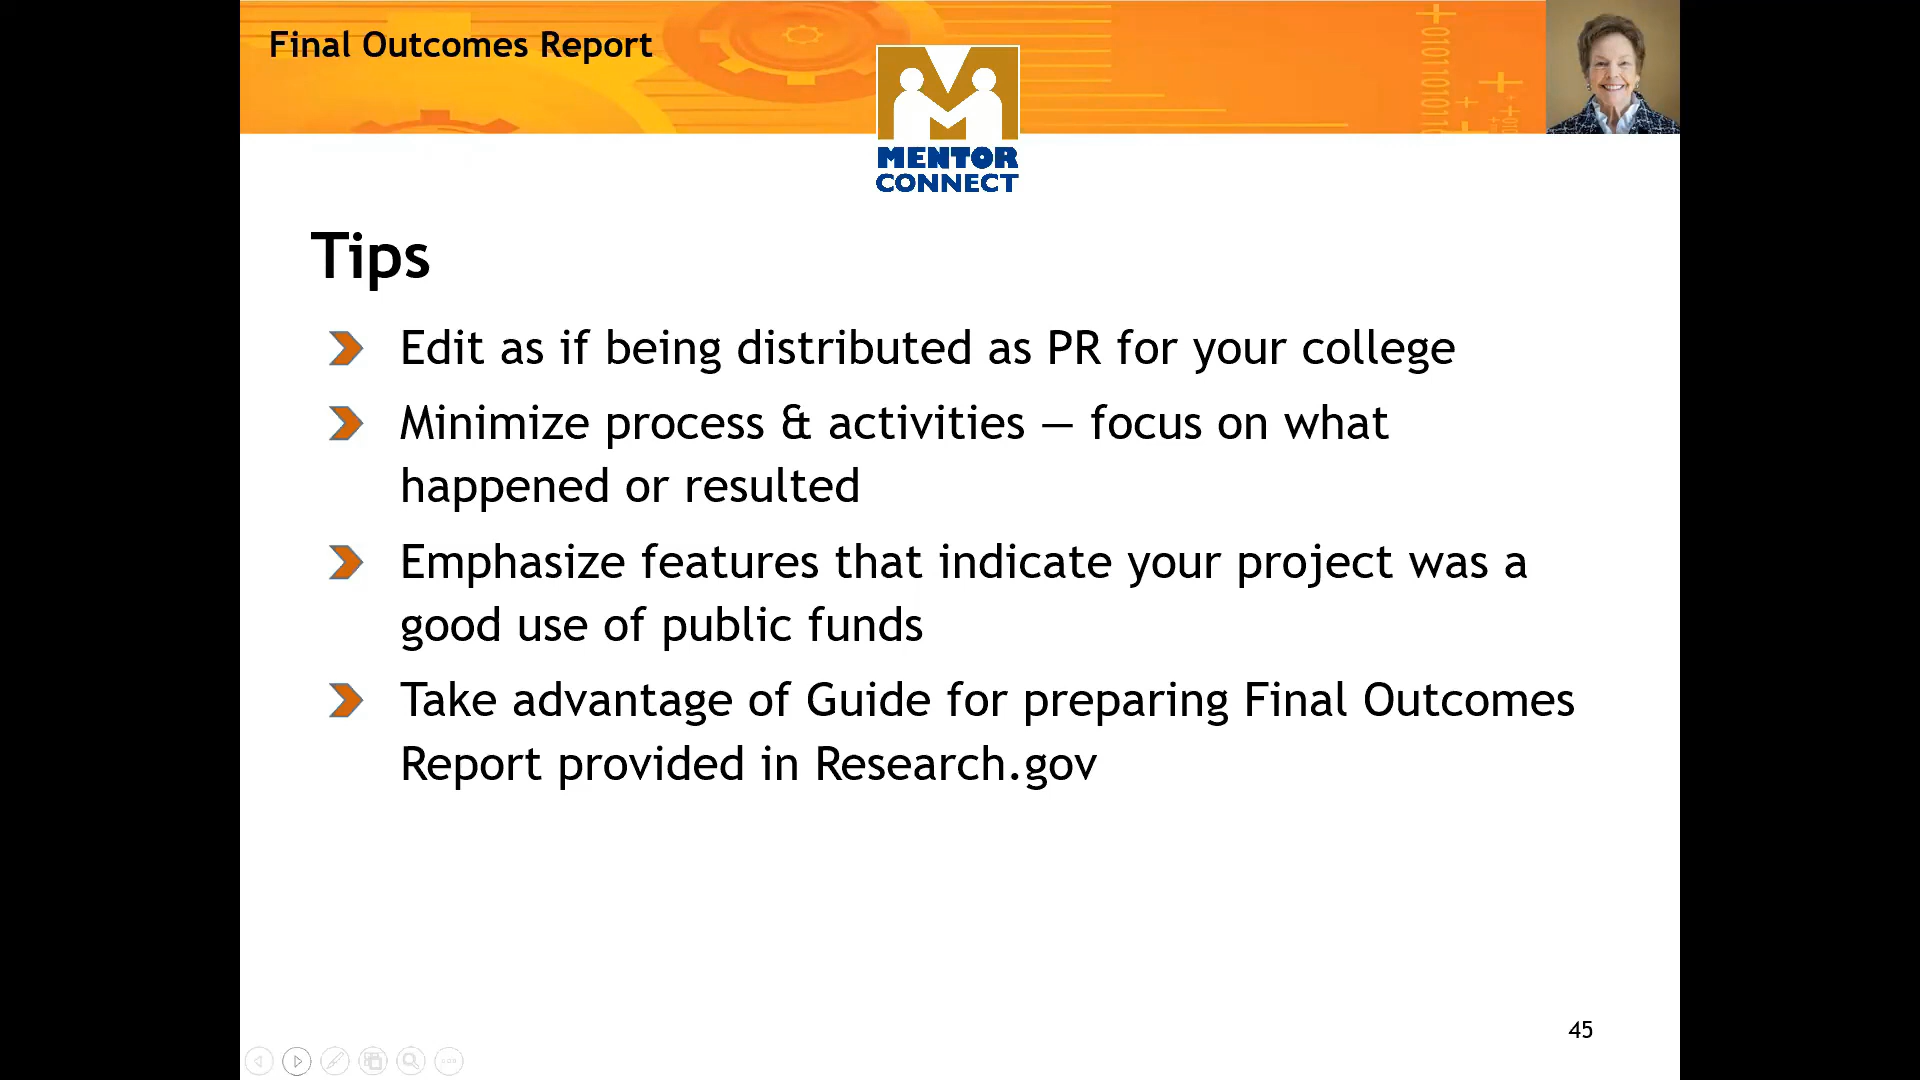 Final Outcomes Report
MENTOR
CONNECT
Tips
Edit as if being distributed as PR for your college
Minimize process & activities — focus on what
happened or resulted
Emphasize features that indicate your project was a
good use of public funds
Take advantage of Guide for preparing Final Outcomes
Report provided in Research.gov
45